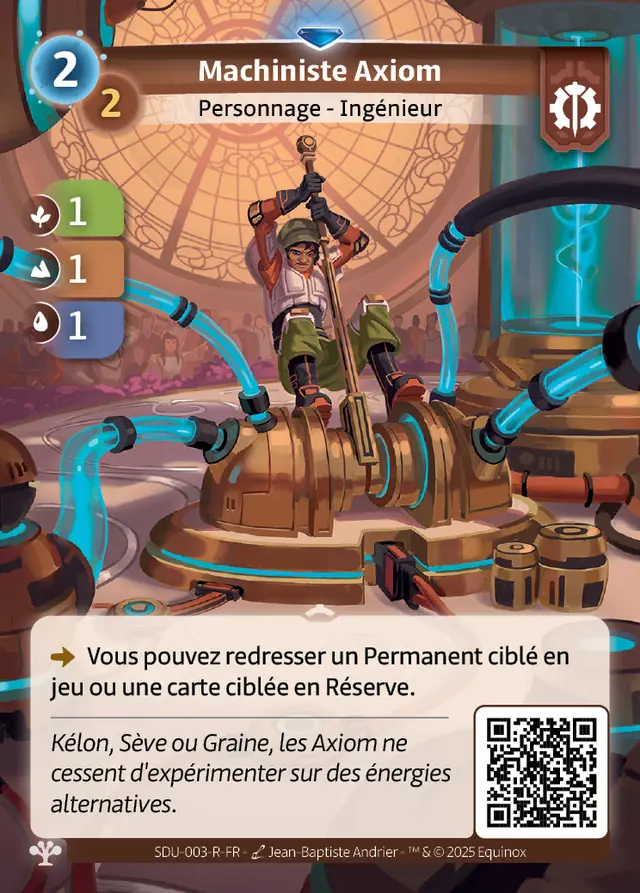 2
Machiniste Axiom
2
Personnage - Ingénieur
1
1
1
Vous pouvez redresser un Permanent ciblé en
jeu ou une carte ciblée en Réserve.
Kélon, Sève ou Graine, les Axiom ne
cessent d'expérimenter sur des énergies
alternatives.
SDU-003-R-FR - Jean-Baptiste Andrier - ™ & © 2025 Equinox